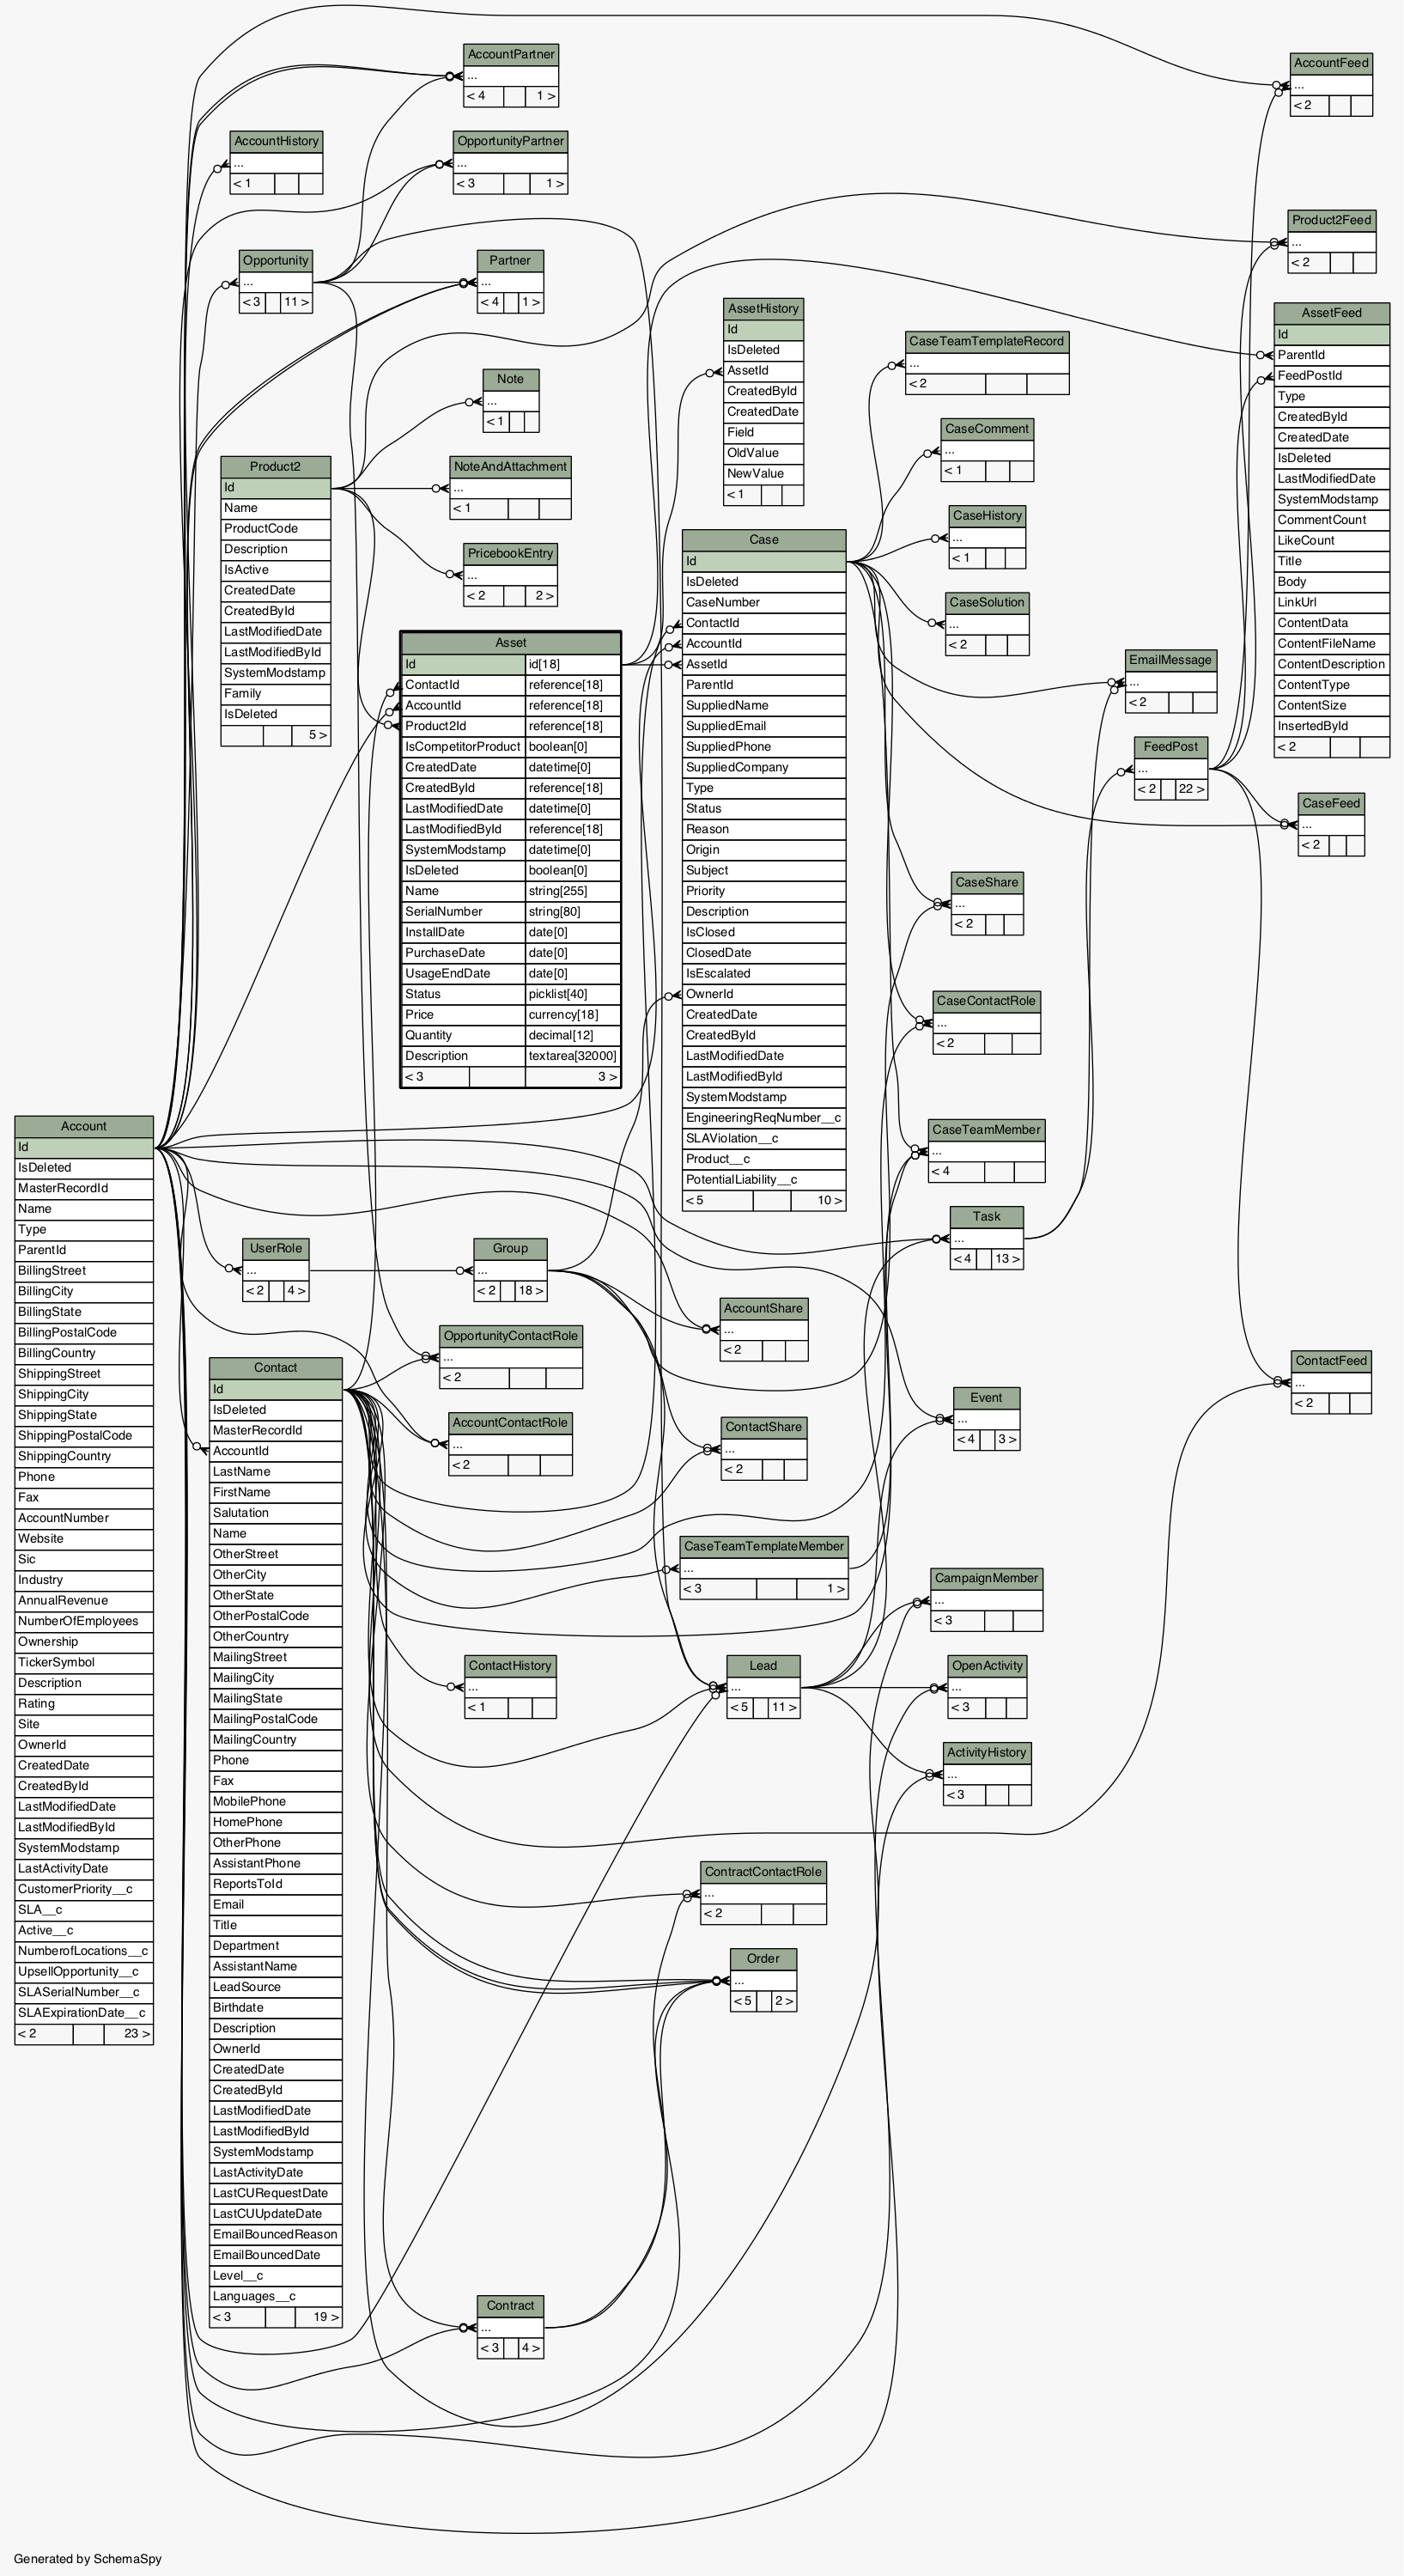 AccountPartner
...
< 4 1 >
AccountFeed
...
< 2
AccountHistory
...
< 1
OpportunityPartner
...
< 3 1 >
Product2Feed
...
< 2
Opportunity
...
< 3 11 >
Partner
...
< 4 1 >
AssetHistory
Id
IsDeleted
AssetId
CreatedById
CreatedDate
Field
OldValue
NewValue
< 1
AssetFeed
Id
ParentId
FeedPostId
Type
CreatedById
CreatedDate
IsDeleted
LastModifiedDate
SystemModstamp
CommentCount
LikeCount
Title
Body
LinkUrl
ContentData
ContentFileName
ContentDescription
ContentType
ContentSize
InsertedById
< 2
CaseTeamTemplateRecord
...
< 2
Note
...
< 1
CaseComment
...
< 1
Product2
Id
Name
ProductCode
Description
IsActive
CreatedDate
CreatedById
LastModifiedDate
LastModifiedById
SystemModstamp
Family
IsDeleted
5 >
NoteAndAttachment
...
< 1
CaseHistory
...
< 1
PricebookEntry
...
< 2 2 >
Case
Id
IsDeleted
CaseNumber
ContactId
AccountId
AssetId
ParentId
SuppliedName
SuppliedEmail
SuppliedPhone
SuppliedCompany
Type
Status
Reason
Origin
Subject
Priority
Description
IsClosed
ClosedDate
IsEscalated
OwnerId
CreatedDate
CreatedById
LastModifiedDate
LastModifiedById
SystemModstamp
EngineeringReqNumber__c
SLAViolation__c
Product__c
PotentialLiability__c
< 5 10 >
CaseSolution
...
< 2
Asset
Id id[18]
ContactId reference[18]
AccountId reference[18]
Product2Id reference[18]
IsCompetitorProduct boolean[0]
CreatedDate datetime[0]
CreatedById reference[18]
LastModifiedDate datetime[0]
LastModifiedById reference[18]
SystemModstamp datetime[0]
IsDeleted boolean[0]
Name string[255]
SerialNumber string[80]
InstallDate date[0]
PurchaseDate date[0]
UsageEndDate date[0]
Status picklist[40]
Price currency[18]
Quantity decimal[12]
Description textarea[32000]
< 3 3 >
EmailMessage
...
< 2
FeedPost
...
< 2 22 >
CaseFeed
...
< 2
CaseShare
...
< 2
CaseContactRole
...
< 2
Account
Id
IsDeleted
MasterRecordId
Name
Type
ParentId
BillingStreet
BillingCity
BillingState
BillingPostalCode
BillingCountry
ShippingStreet
ShippingCity
ShippingState
ShippingPostalCode
ShippingCountry
Phone
Fax
AccountNumber
Website
Sic
Industry
AnnualRevenue
NumberOfEmployees
Ownership
TickerSymbol
Description
Rating
Site
OwnerId
CreatedDate
CreatedById
LastModifiedDate
LastModifiedById
SystemModstamp
LastActivityDate
CustomerPriority__c
SLA__c
Active__c
NumberofLocations__c
UpsellOpportunity__c
SLASerialNumber__c
SLAExpirationDate__c
< 2 23 >
CaseTeamMember
...
< 4
Task
...
< 4 13 >
UserRole
...
< 2 4 >
Group
...
< 2 18 >
AccountShare
...
< 2
OpportunityContactRole
...
< 2
ContactFeed
...
< 2
Contact
Id
IsDeleted
MasterRecordId
AccountId
LastName
FirstName
Salutation
Name
OtherStreet
OtherCity
OtherState
OtherPostalCode
OtherCountry
MailingStreet
MailingCity
MailingState
MailingPostalCode
MailingCountry
Phone
Fax
MobilePhone
HomePhone
OtherPhone
AssistantPhone
ReportsToId
Email
Title
Department
AssistantName
LeadSource
Birthdate
Description
OwnerId
CreatedDate
CreatedById
LastModifiedDate
LastModifiedById
SystemModstamp
LastActivityDate
LastCURequestDate
LastCUUpdateDate
EmailBouncedReason
EmailBouncedDate
Level__c
Languages__c
< 3 19 >
Event
...
< 4 3 >
AccountContactRole
...
< 2
ContactShare
...
< 2
CaseTeamTemplateMember
...
< 3 1 >
CampaignMember
...
< 3
ContactHistory
...
< 1
Lead
...
< 5 11 >
OpenActivity
...
< 3
ActivityHistory
...
< 3
ContractContactRole
...
< 2
Order
...
< 5 2 >
Contract
...
< 3 4 >
Generated by SchemaSpy